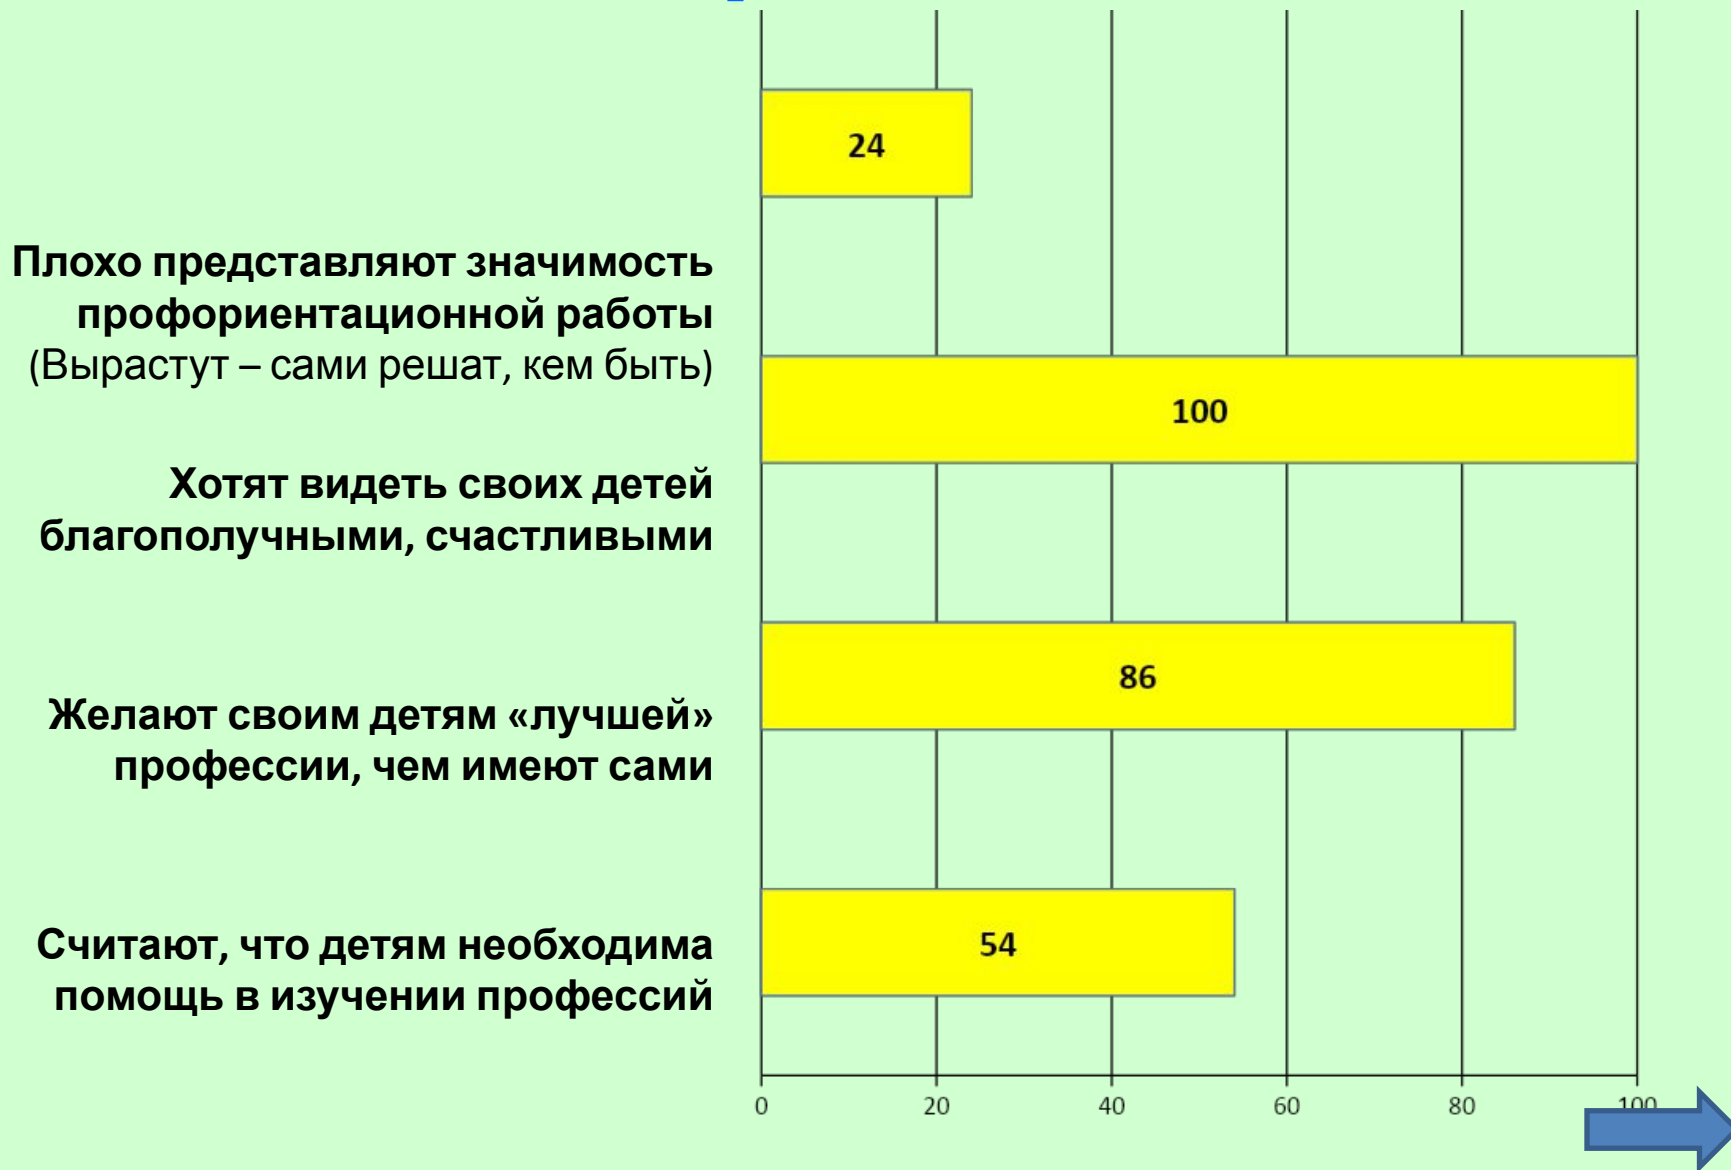 24
Плохо представляют значимость
профориентационной работы
(Вырастут – сами решат, кем быть)
100
Хотят видеть своих детей
благополучными, счастливыми
86
Желают своим детям «лучшей»
профессии, чем имеют сами
54
Считают, что детям необходима
помощь в изучении профессий
0 20 40 60 80 100